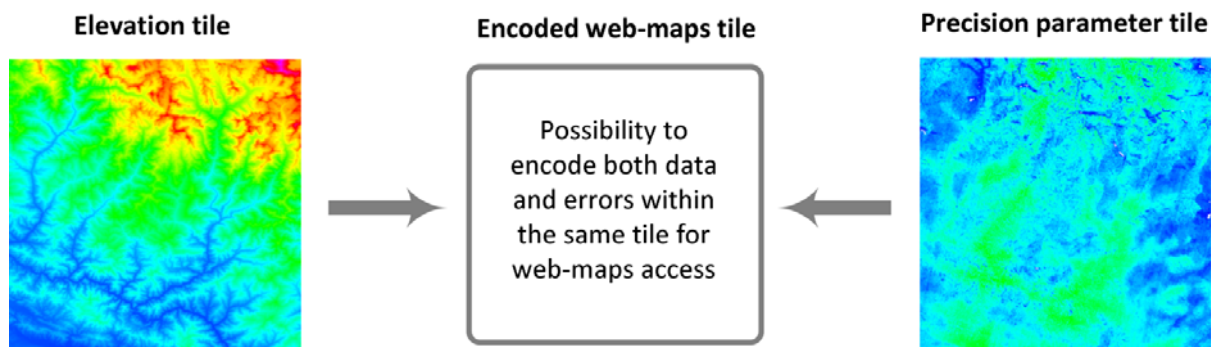 Elevation tile
Encoded web-maps tile
Precision parameter tile
Possibility to
encode both data
and errors within
the same tile for
web-maps access